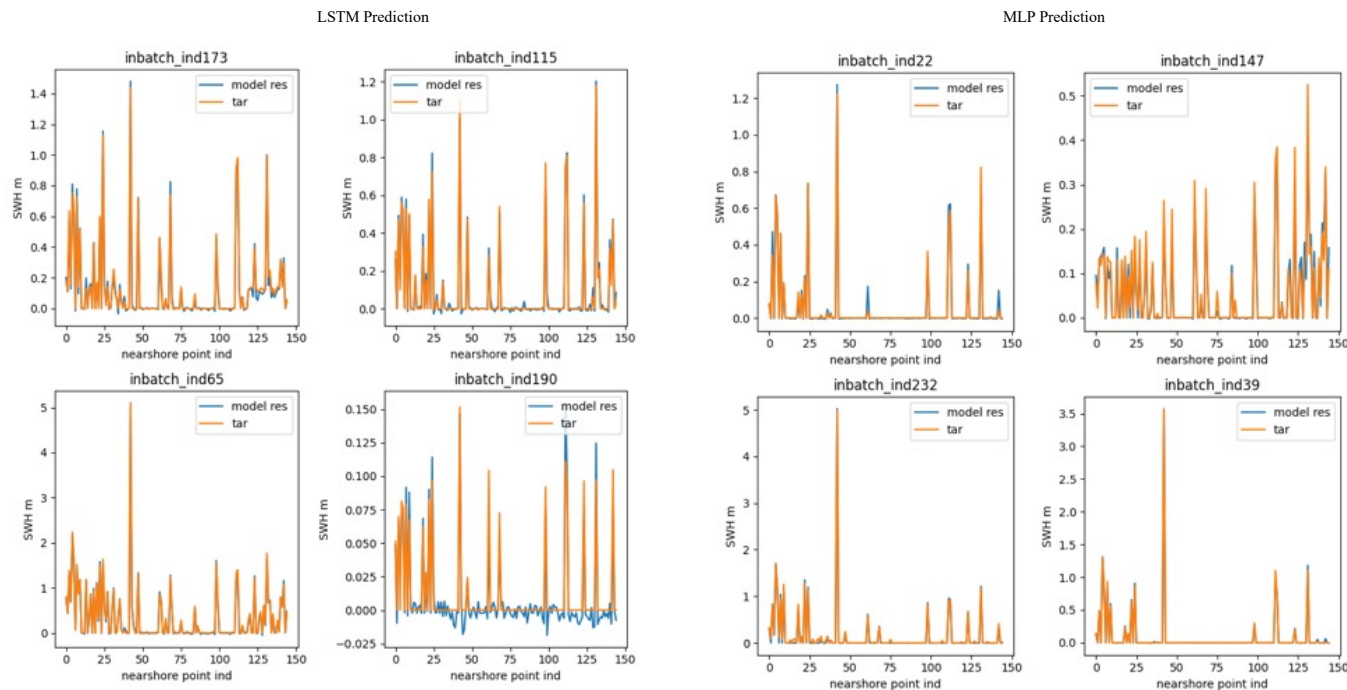 LSTM Prediction
MLP Prediction
inbatch_ind173
model res
tar
1.4
1.2
1.0
0.8
0.6
0.4
0.2
0.0
SWH m
0 25 50 75 100 125 150
nearshore point ind
inbatch_ind115
model res
tar
1.2
1.0
0.8
0.6
0.4
0.2
0.0
SWH m
0 25 50 75 100 125 150
nearshore point ind
inbatch_ind22
model res
tar
1.2
1.0
0.8
0.6
0.4
0.2
0.0
SWH m
0 25 50 75 100 125 150
nearshore point ind
inbatch_ind147
model res
tar
0.5
0.4
0.3
0.2
0.1
0.0
SWH m
0 25 50 75 100 125 150
nearshore point ind
inbatch_ind65
model res
tar
5
4
3
2
1
0
SWH m
0 25 50 75 100 125 150
nearshore point ind
inbatch_ind190
model res
tar
0.150
0.125
0.100
0.075
0.050
0.025
0.000
−0.025
SWH m
0 25 50 75 100 125 150
nearshore point ind
inbatch_ind232
model res
tar
5
4
3
2
1
0
SWH m
0 25 50 75 100 125 150
nearshore point ind
inbatch_ind39
model res
tar
3.5
3.0
2.5
2.0
1.5
1.0
0.5
0.0
SWH m
0 25 50 75 100 125 150
nearshore point ind